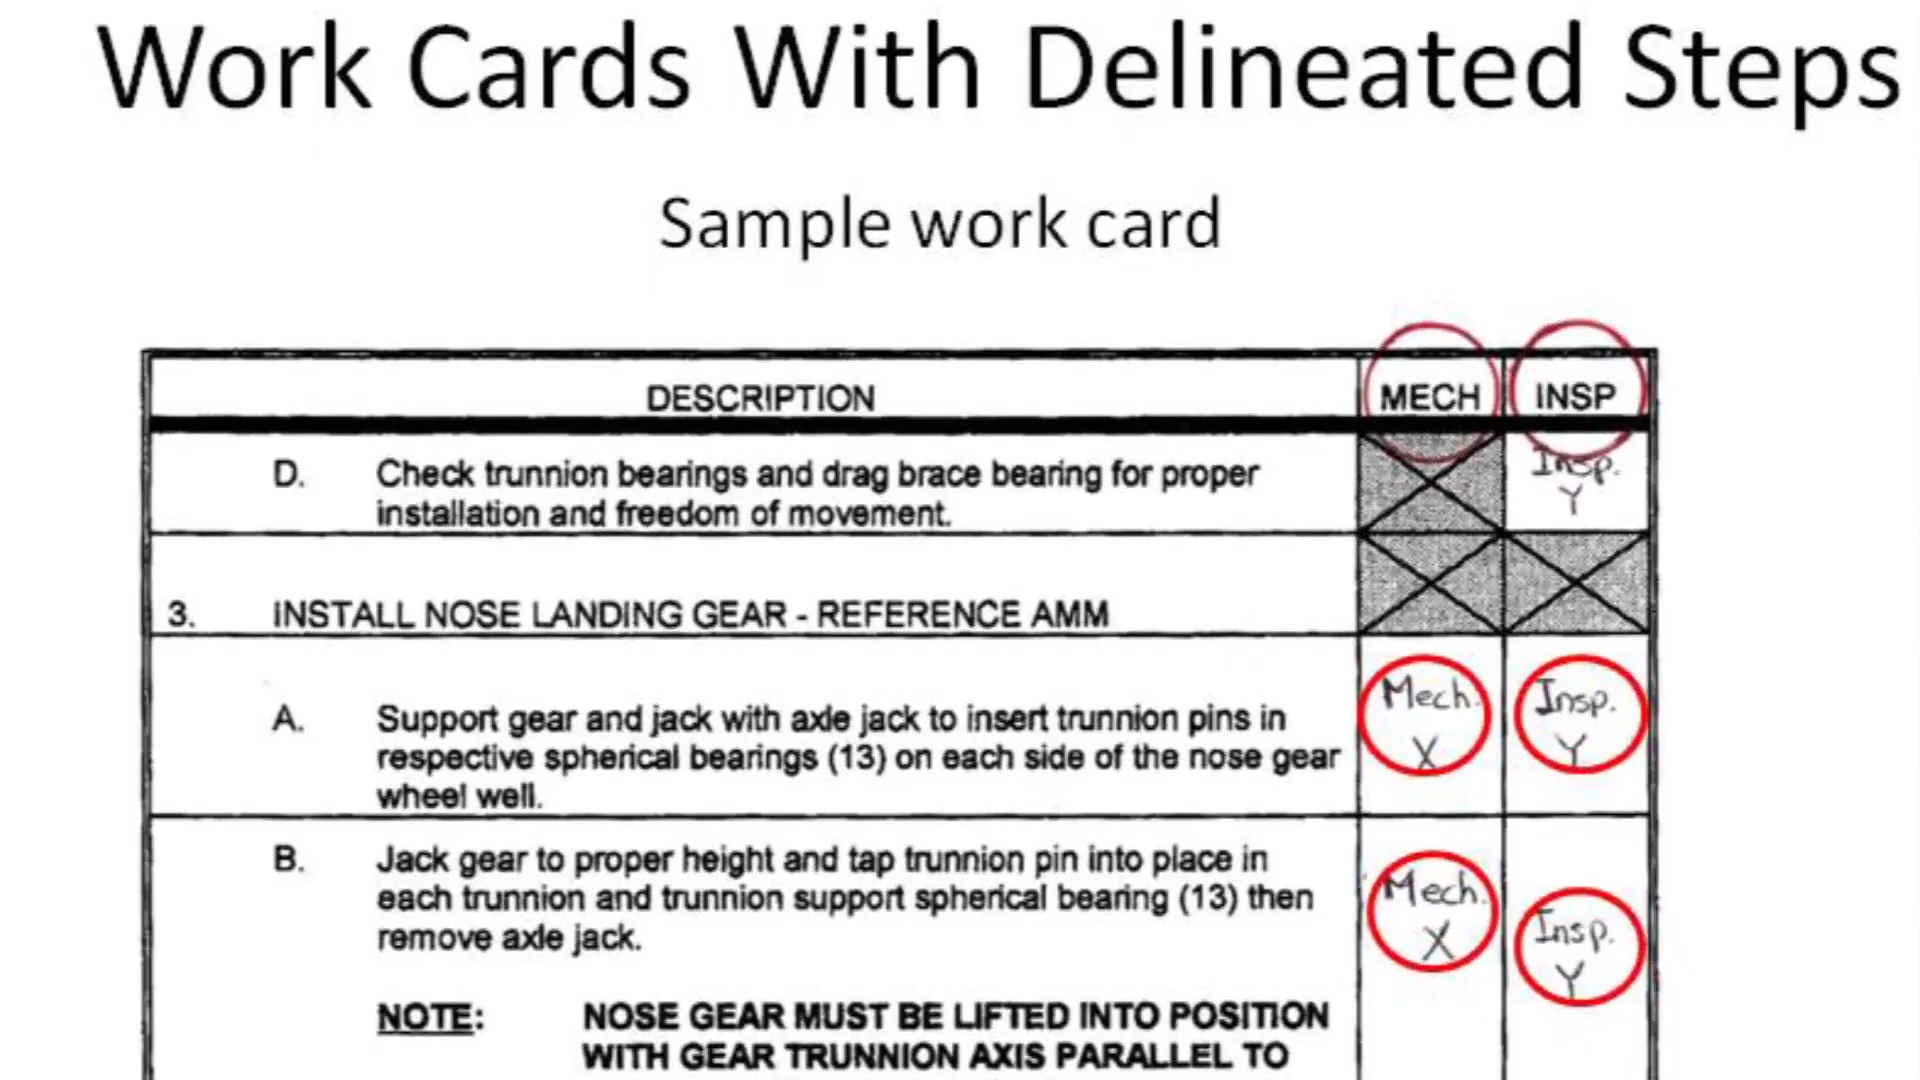 Work Cards With Delineated Steps
Sample work card
DESCRIPTION MECH INSP
D. Check trunnion bearings and drag brace bearing for proper
installation and freedom of movement.
Insp.
Y
3. INSTALL NOSE LANDING GEAR - REFERENCE AMM
A. Support gear and jack with axle jack to insert trunnion pins in
respective spherical bearings (13) on each side of the nose gear
wheel well.
Mech.
X
Insp.
Y
B. Jack gear to proper height and tap trunnion pin into place in
each trunnion and trunnion support spherical bearing (13) then
remove axle jack.
Mech.
X
Insp.
Y
NOTE: NOSE GEAR MUST BE LIFTED INTO POSITION
WITH GEAR TRUNNION AXIS PARALLEL TO